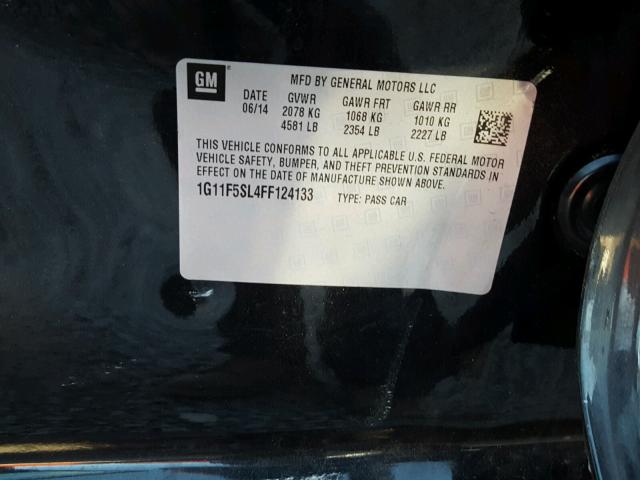 GM
MFD BY GENERAL MOTORS LLC
DATE GVWR GAWR FRT GAWR RR
06/14 2078 KG 1068 KG 1010 KG
4581 LB 2354 LB 2227 LB
THIS VEHICLE CONFORMS TO ALL APPLICABLE U.S. FEDERAL MOTOR
VEHICLE SAFETY, BUMPER, AND THEFT PREVENTION STANDARDS IN
EFFECT ON THE DATE OF MANUFACTURE SHOWN ABOVE.
1G11F5SL4FF124133 TYPE: PASS CAR